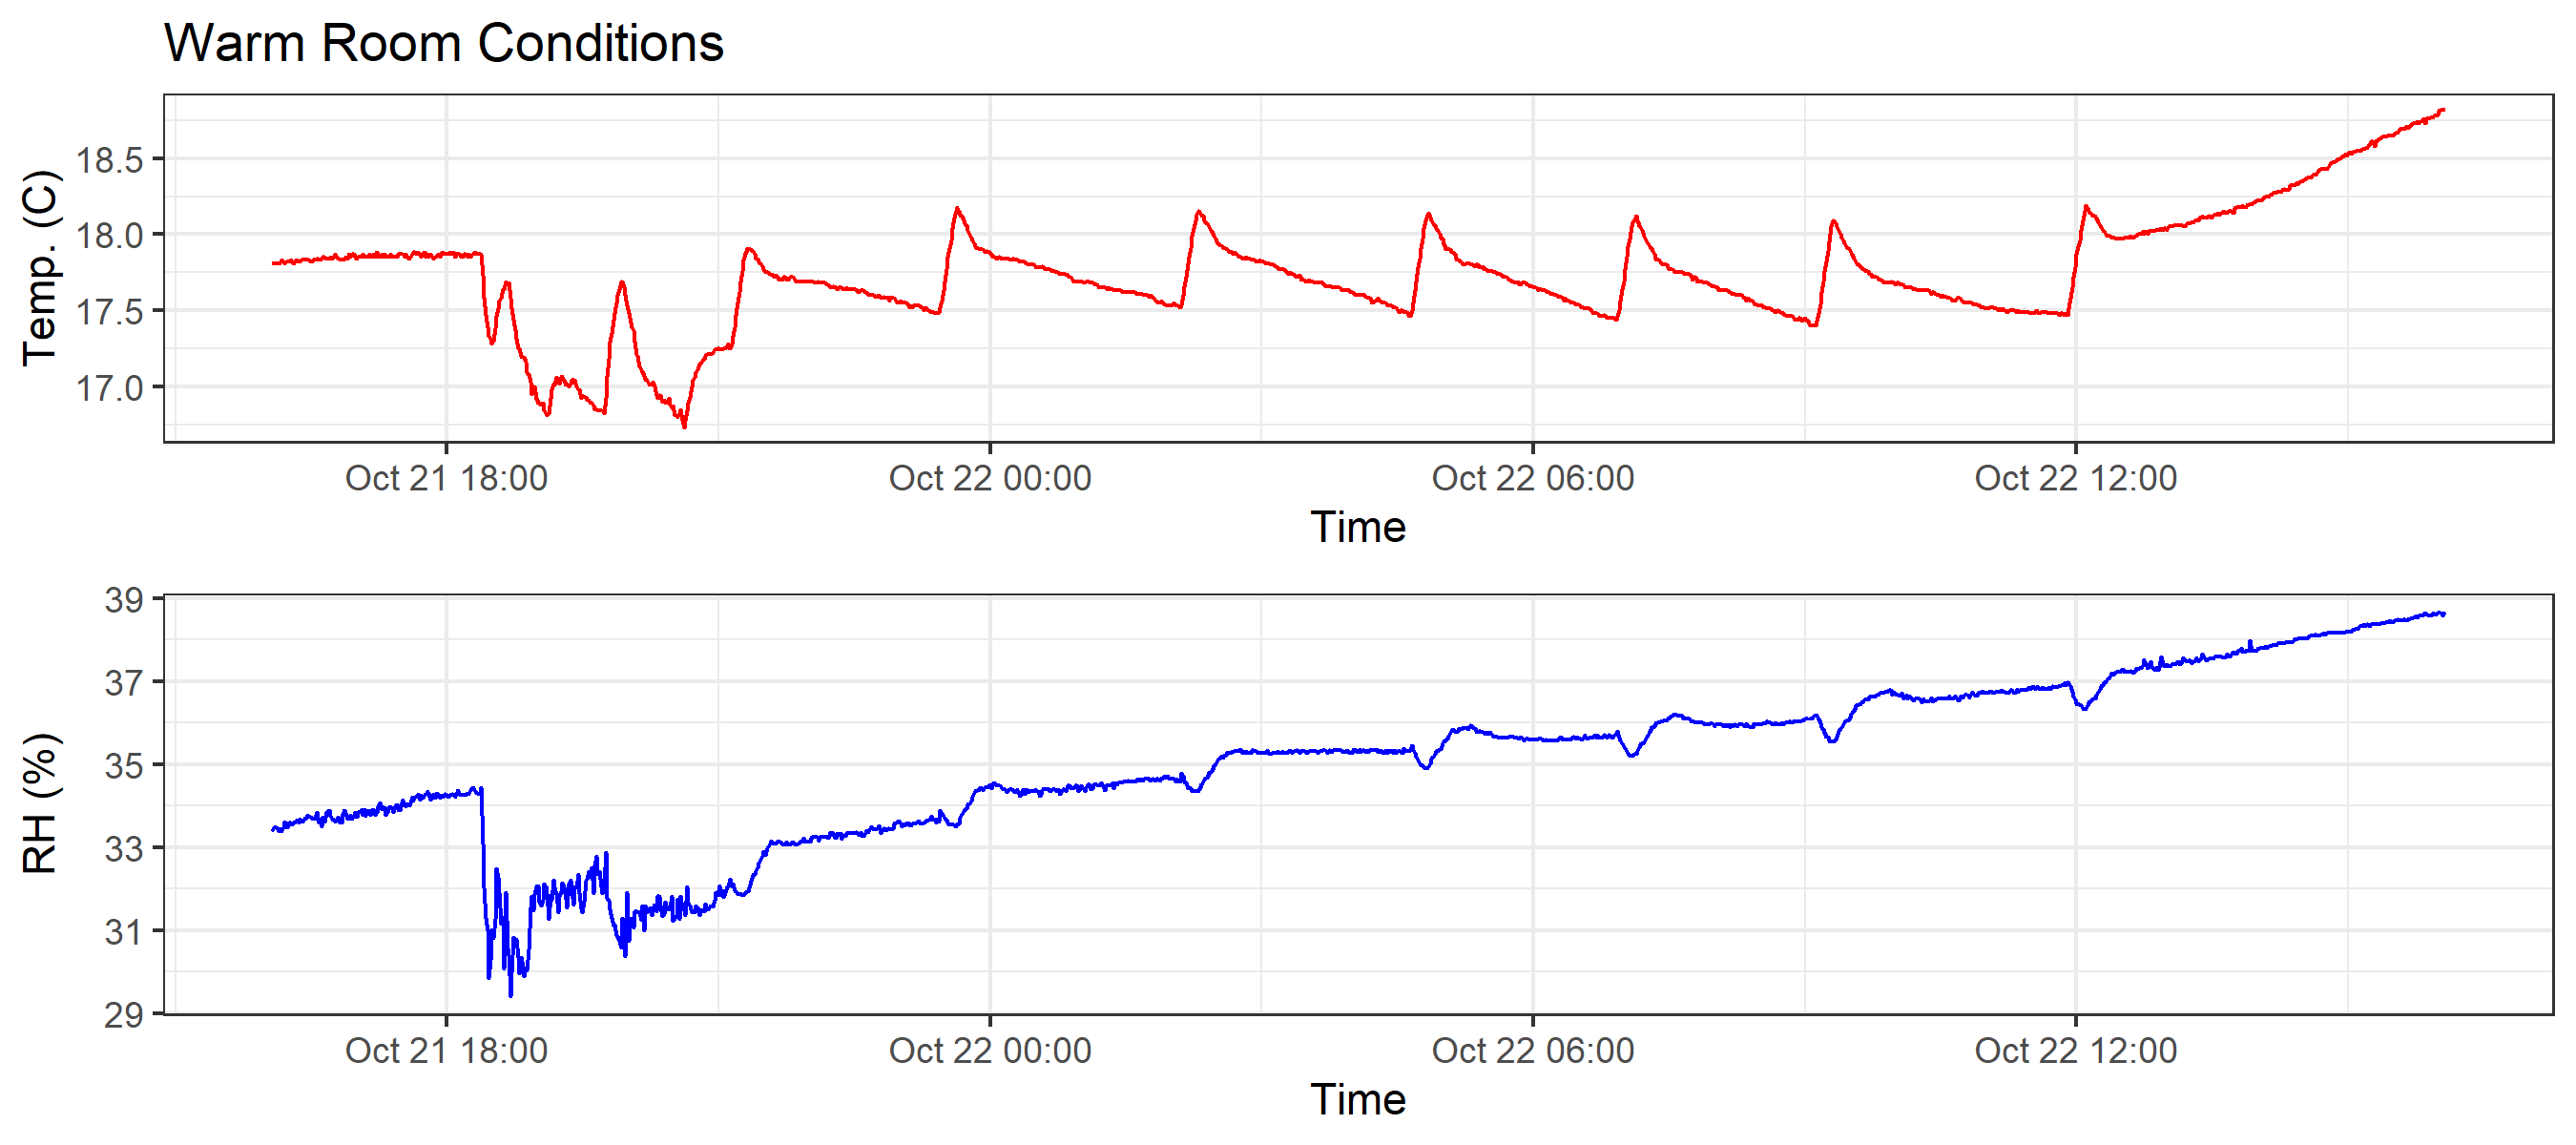 Warm Room Conditions
Temp. (C)
18.5
18.0
17.5
17.0
Oct 21 18:00 Oct 22 00:00 Oct 22 06:00 Oct 22 12:00
Time
RH (%)
39
37
35
33
31
29
Oct 21 18:00 Oct 22 00:00 Oct 22 06:00 Oct 22 12:00
Time